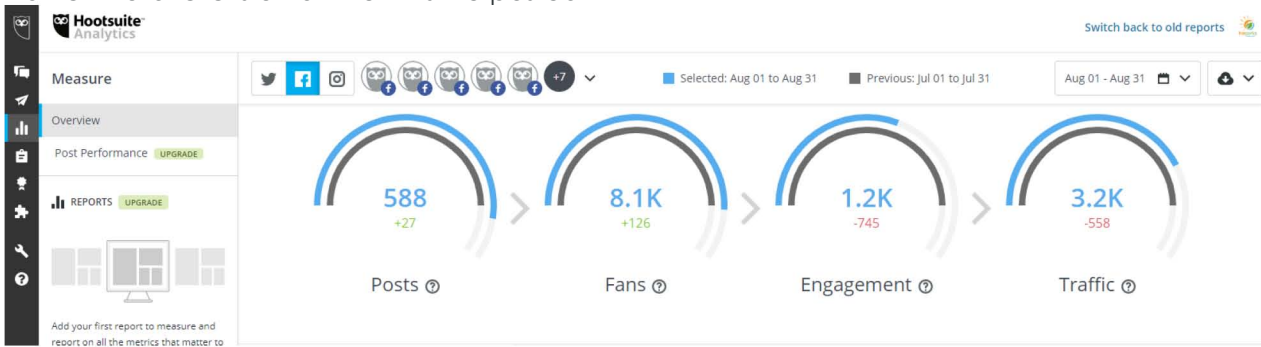 Hootsuite™
Analytics
Switch back to old reports
Measure
+7
Selected: Aug 01 to Aug 31
Previous: Jul 01 to Jul 31
Aug 01 - Aug 31
Overview
Post Performance UPGRADE
REPORTS UPGRADE
588
+27
Posts
8.1K
+126
Fans
1.2K
-745
Engagement
3.2K
-558
Traffic
Add your first report to measure and
report on all the metrics that matter to